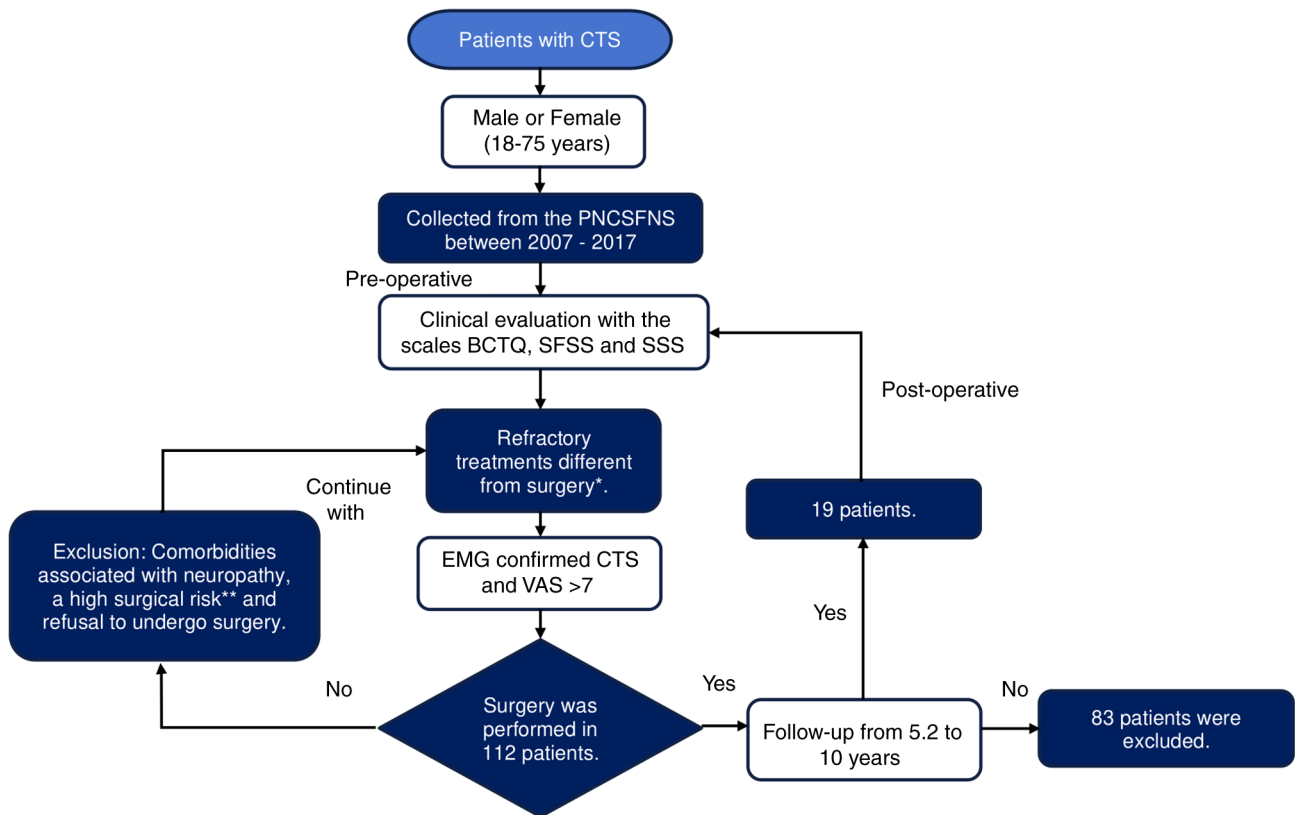 Patients with CTS
Male or Female
(18-75 years)
Collected from the PNCSFNS
between 2007 - 2017
Pre-operative
Clinical evaluation with the
scales BCTQ, SFSS and SSS
Post-operative
Refractory
treatments different
from surgery*.
Continue
with
19 patients.
Exclusion: Comorbidities
associated with neuropathy,
a high surgical risk** and
refusal to undergo surgery.
EMG confirmed CTS
and VAS >7
Yes
No
Surgery was
performed in
112 patients.
Yes
Follow-up from 5.2 to
10 years
No
83 patients were
excluded.